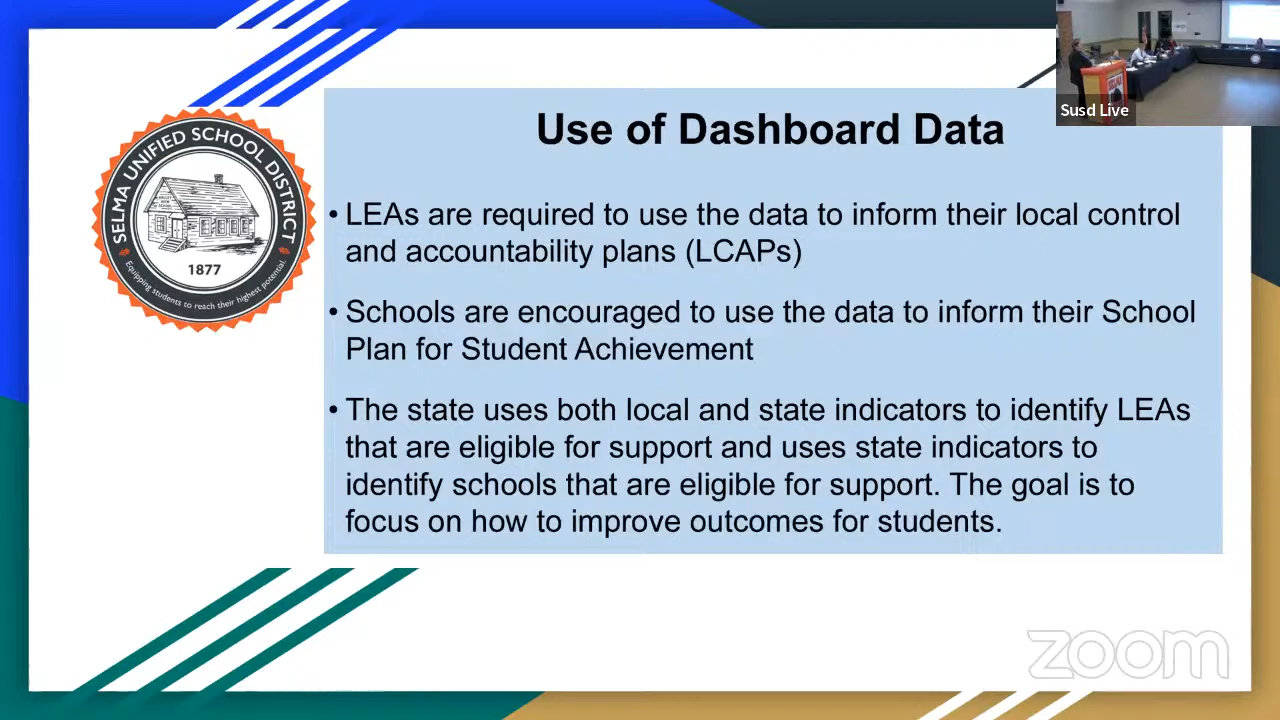 SELMA UNIFIED SCHOOL DISTRICT
1877
Equipping students to reach their highest potential.
Susd Live
Use of Dashboard Data
• LEAs are required to use the data to inform their local control
and accountability plans (LCAPs)
• Schools are encouraged to use the data to inform their School
Plan for Student Achievement
• The state uses both local and state indicators to identify LEAs
that are eligible for support and uses state indicators to
identify schools that are eligible for support. The goal is to
focus on how to improve outcomes for students.
zoom